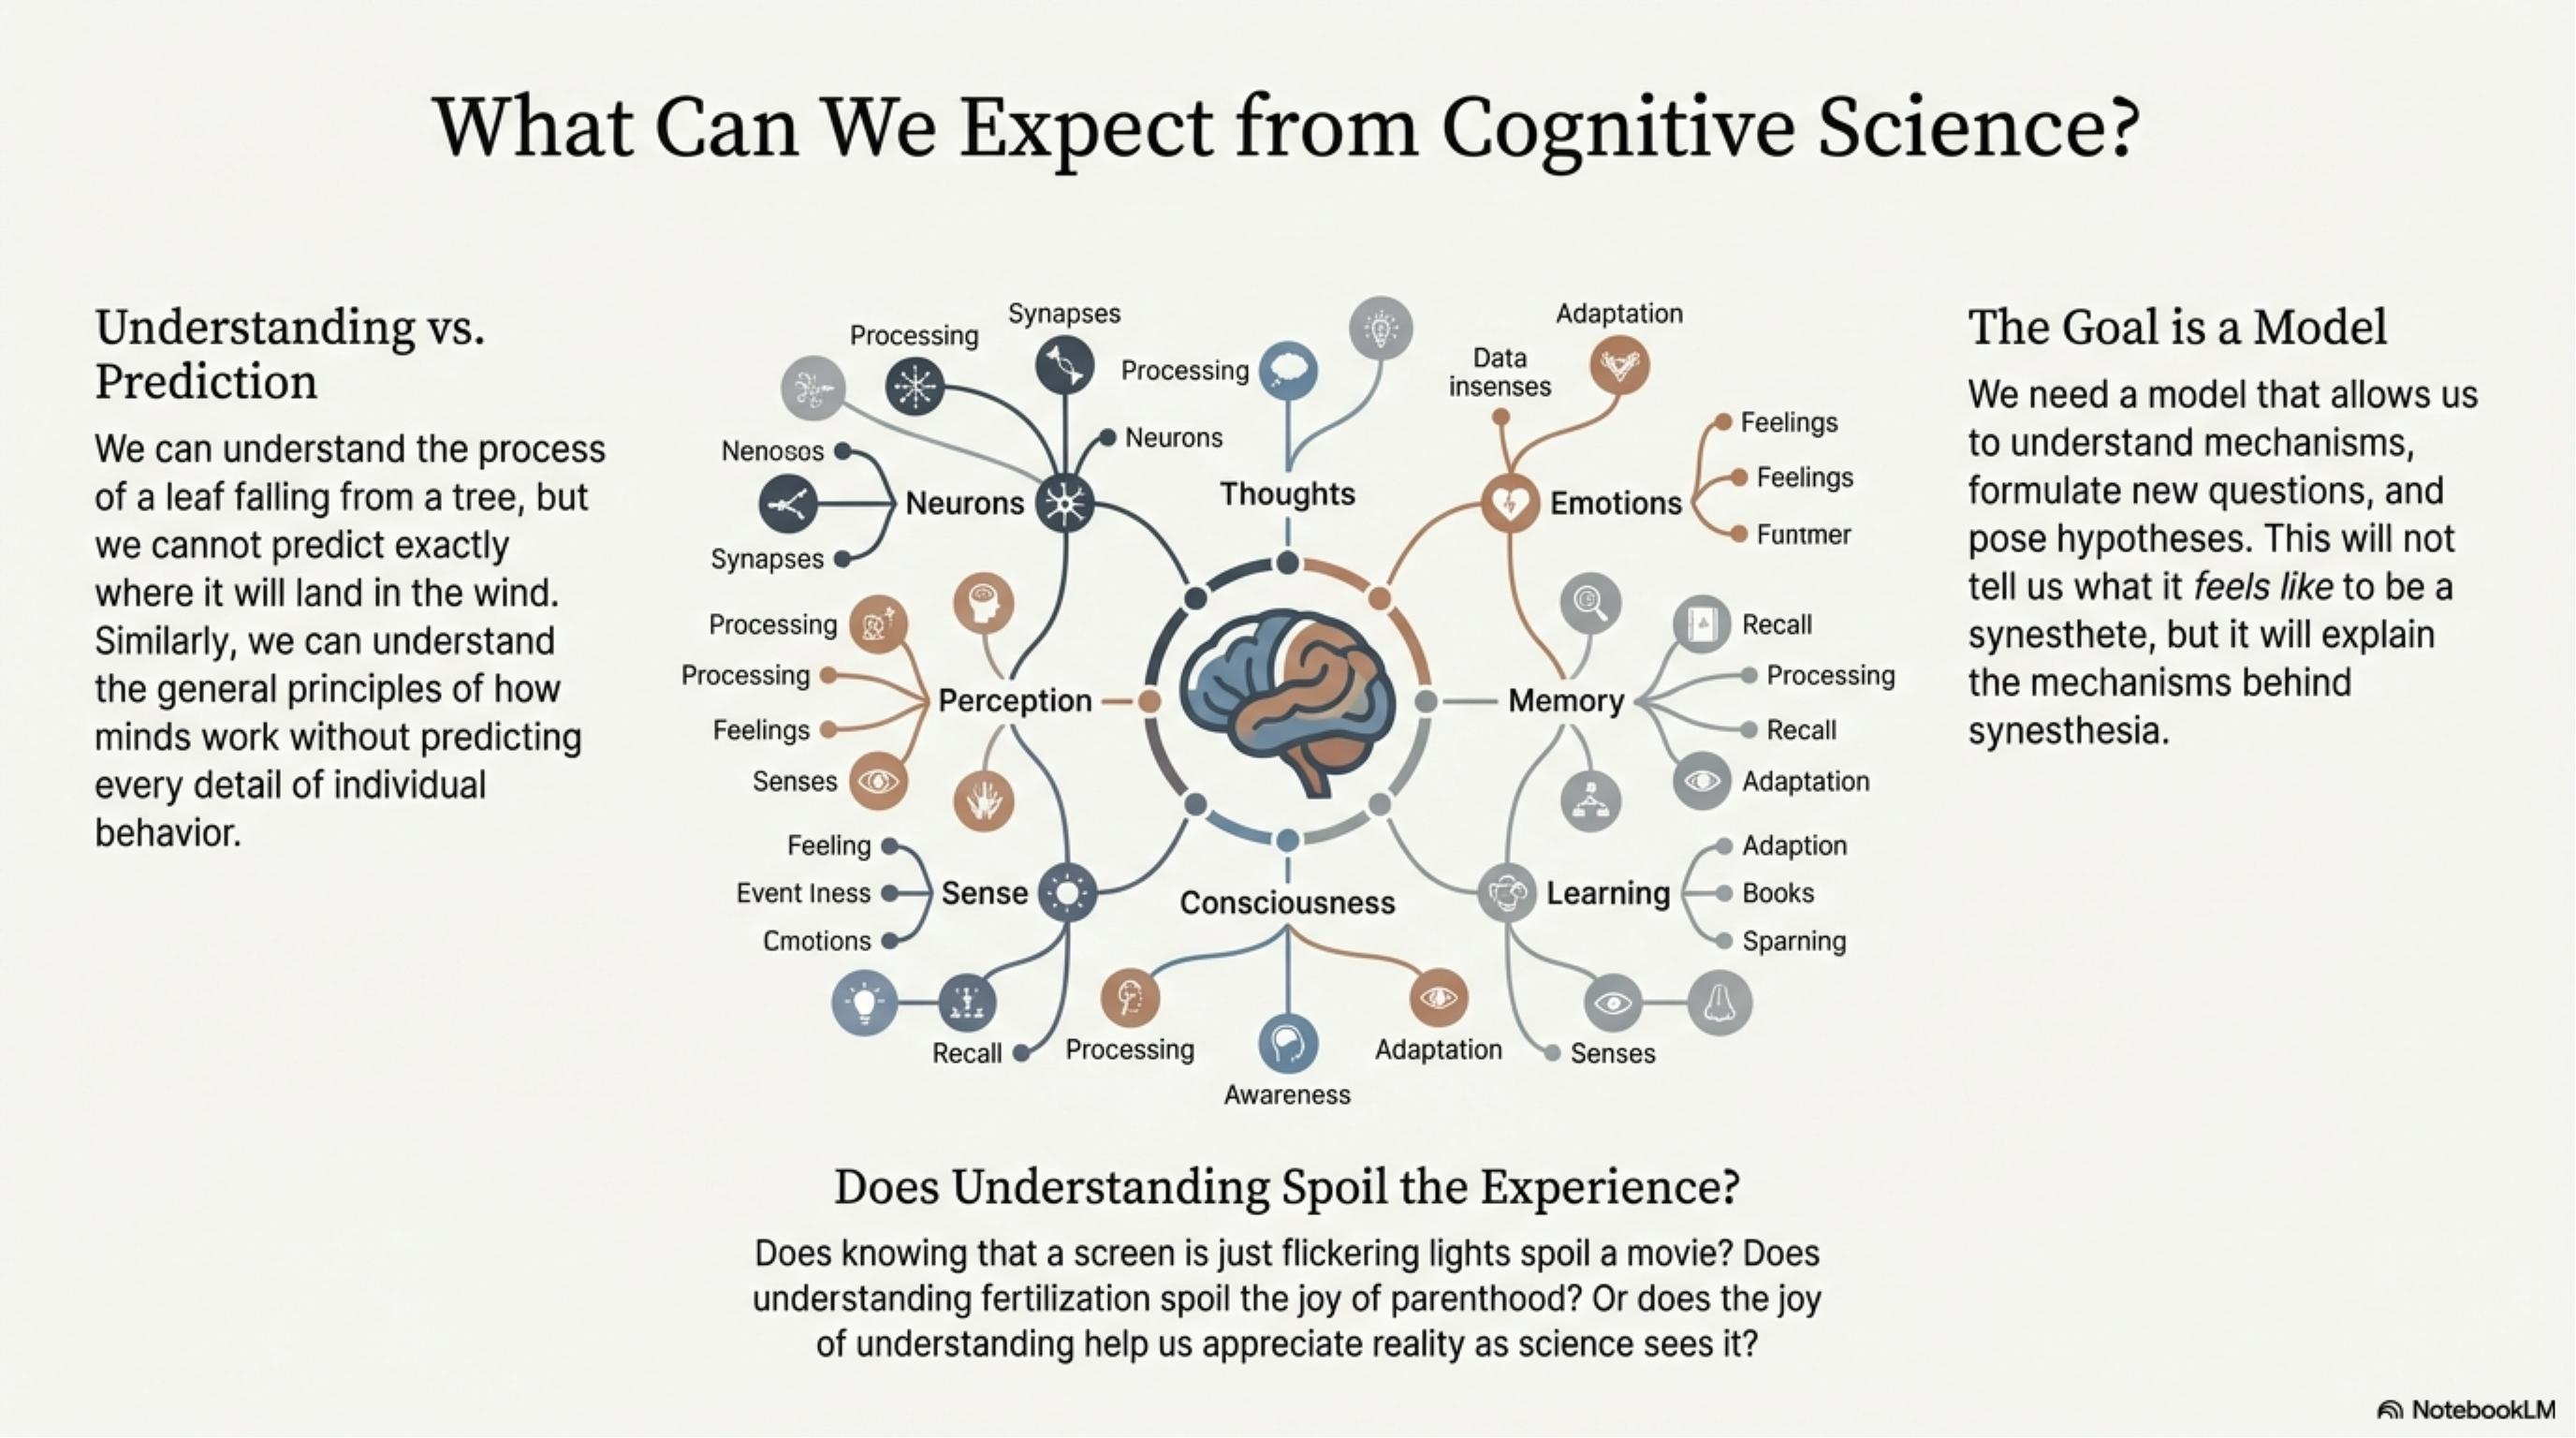 What Can We Expect from Cognitive Science?
Understanding vs.
Prediction
We can understand the process
of a leaf falling from a tree, but
we cannot predict exactly
where it will land in the wind.
Similarly, we can understand
the general principles of how
minds work without predicting
every detail of individual
behavior.
Synapses
Processing
Processing
Neurons
Nenosos
Neurons
Synapses
Thoughts
Adaptation
Data
insenses
Feelings
Feelings
Emotions
Funtmer
Processing
Processing
Perception
Feelings
Senses
Recall
Processing
Memory
Recall
Adaptation
Feeling
Event Iness
Sense
Cmotions
Recall
Consciousness
Processing
Awareness
Adaptation
Adaption
Learning
Books
Sparning
Senses
The Goal is a Model
We need a model that allows us
to understand mechanisms,
formulate new questions, and
pose hypotheses. This will not
tell us what it feels like to be a
synesthete, but it will explain
the mechanisms behind
synesthesia.
Does Understanding Spoil the Experience?
Does knowing that a screen is just flickering lights spoil a movie? Does
understanding fertilization spoil the joy of parenthood? Or does the joy
of understanding help us appreciate reality as science sees it?
NotebookLM